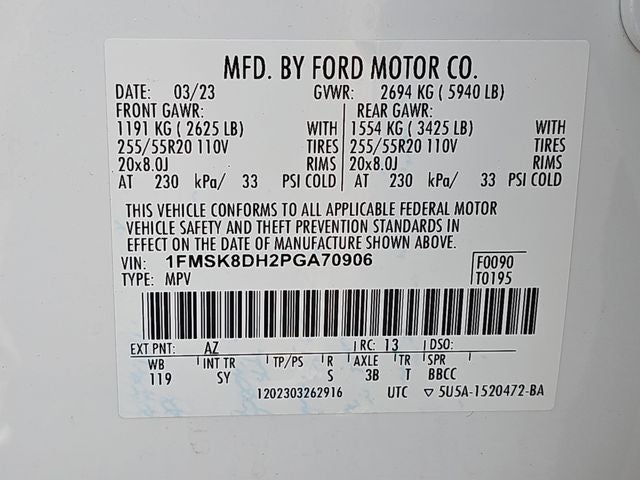 MFD. BY FORD MOTOR CO.
DATE: 03/23 GVWR: 2694 KG ( 5940 LB)
FRONT GAWR: REAR GAWR:
1191 KG ( 2625 LB) WITH 1554 KG ( 3425 LB) WITH
255/55R20 110V TIRES 255/55R20 110V TIRES
20x8.0J RIMS 20x8.0J RIMS
AT 230 kPa/ 33 PSI COLD AT 230 kPa/ 33 PSI COLD
THIS VEHICLE CONFORMS TO ALL APPLICABLE FEDERAL MOTOR
VEHICLE SAFETY AND THEFT PREVENTION STANDARDS IN
EFFECT ON THE DATE OF MANUFACTURE SHOWN ABOVE.
VIN: 1FMSK8DH2PGA70906 F0090
TYPE: MPV T0195
EXT PNT: AZ RC: 13 DSO:
WB INT TR TP/PS R AXLE TR SPR
119 SY S 3B T BBCC
1202303262916 UTC ▽ 5U5A-1520472-BA